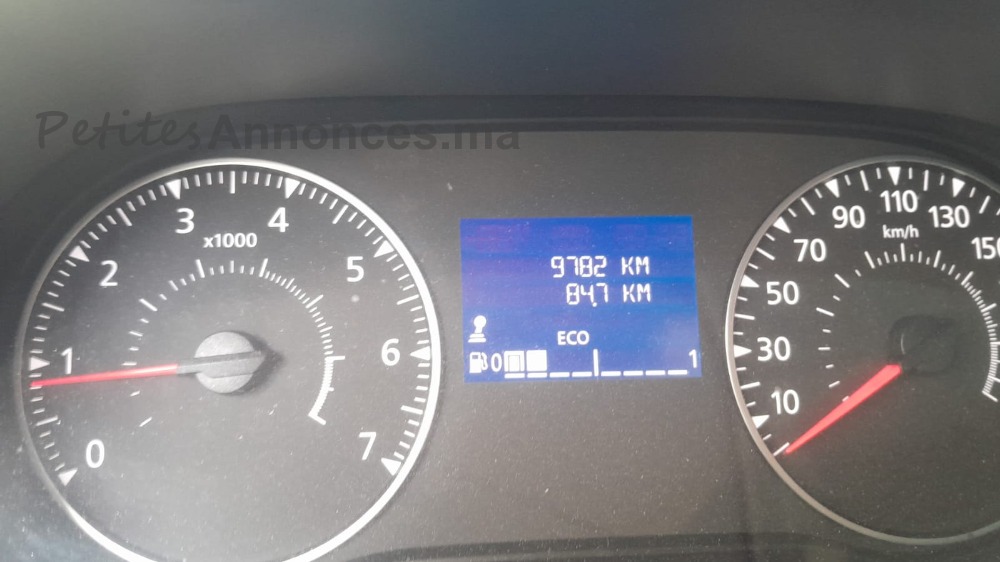 PetitesAnnonces.ma
0 1 2 3 4 5 6 7
x1000
9782 KM
84,7 KM
ECO
0 1
10 30 50 70 90 110 130 150
km/h